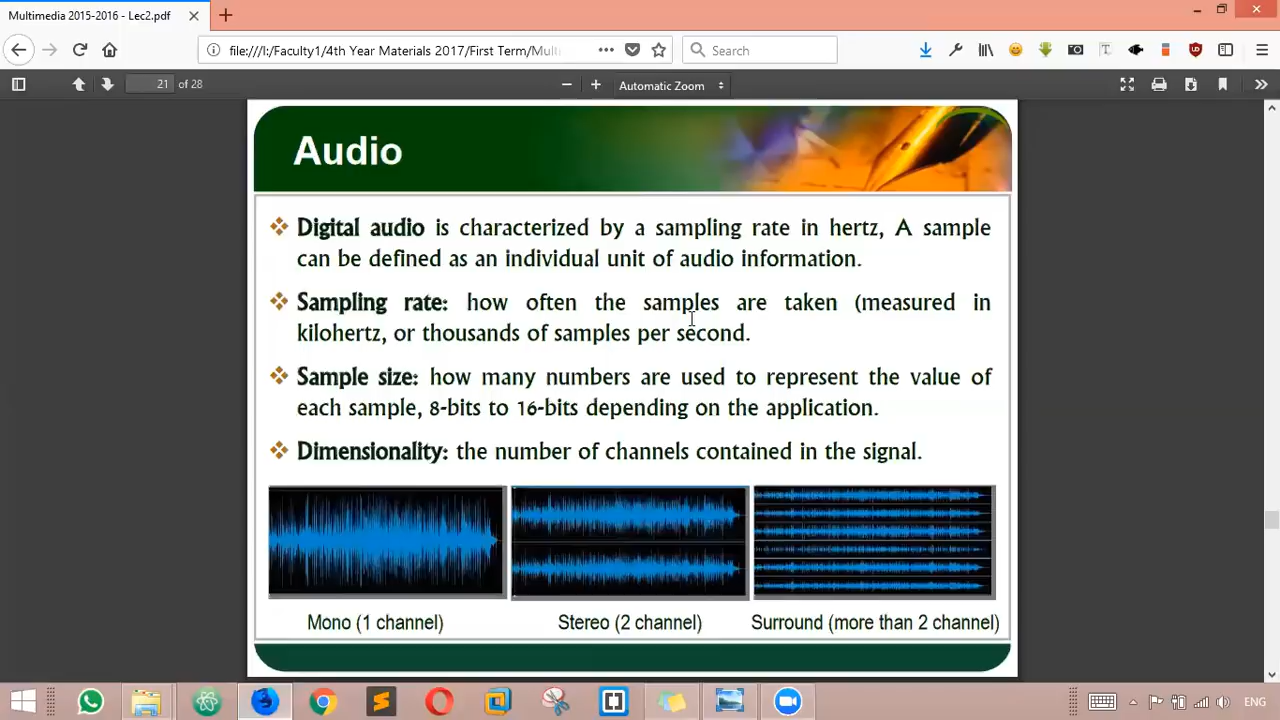 Multimedia 2015-2016 - Lec2.pdf
file:///I:/Faculty1/4th Year Materials 2017/First Term/Mult
Search
21 of 28
Automatic Zoom
Audio
Digital audio is characterized by a sampling rate in hertz, A sample
can be defined as an individual unit of audio information.
Sampling rate: how often the samples are taken (measured in
kilohertz, or thousands of samples per second.
Sample size: how many numbers are used to represent the value of
each sample, 8-bits to 16-bits depending on the application.
Dimensionality: the number of channels contained in the signal.
Mono (1 channel) Stereo (2 channel) Surround (more than 2 channel)
ENG